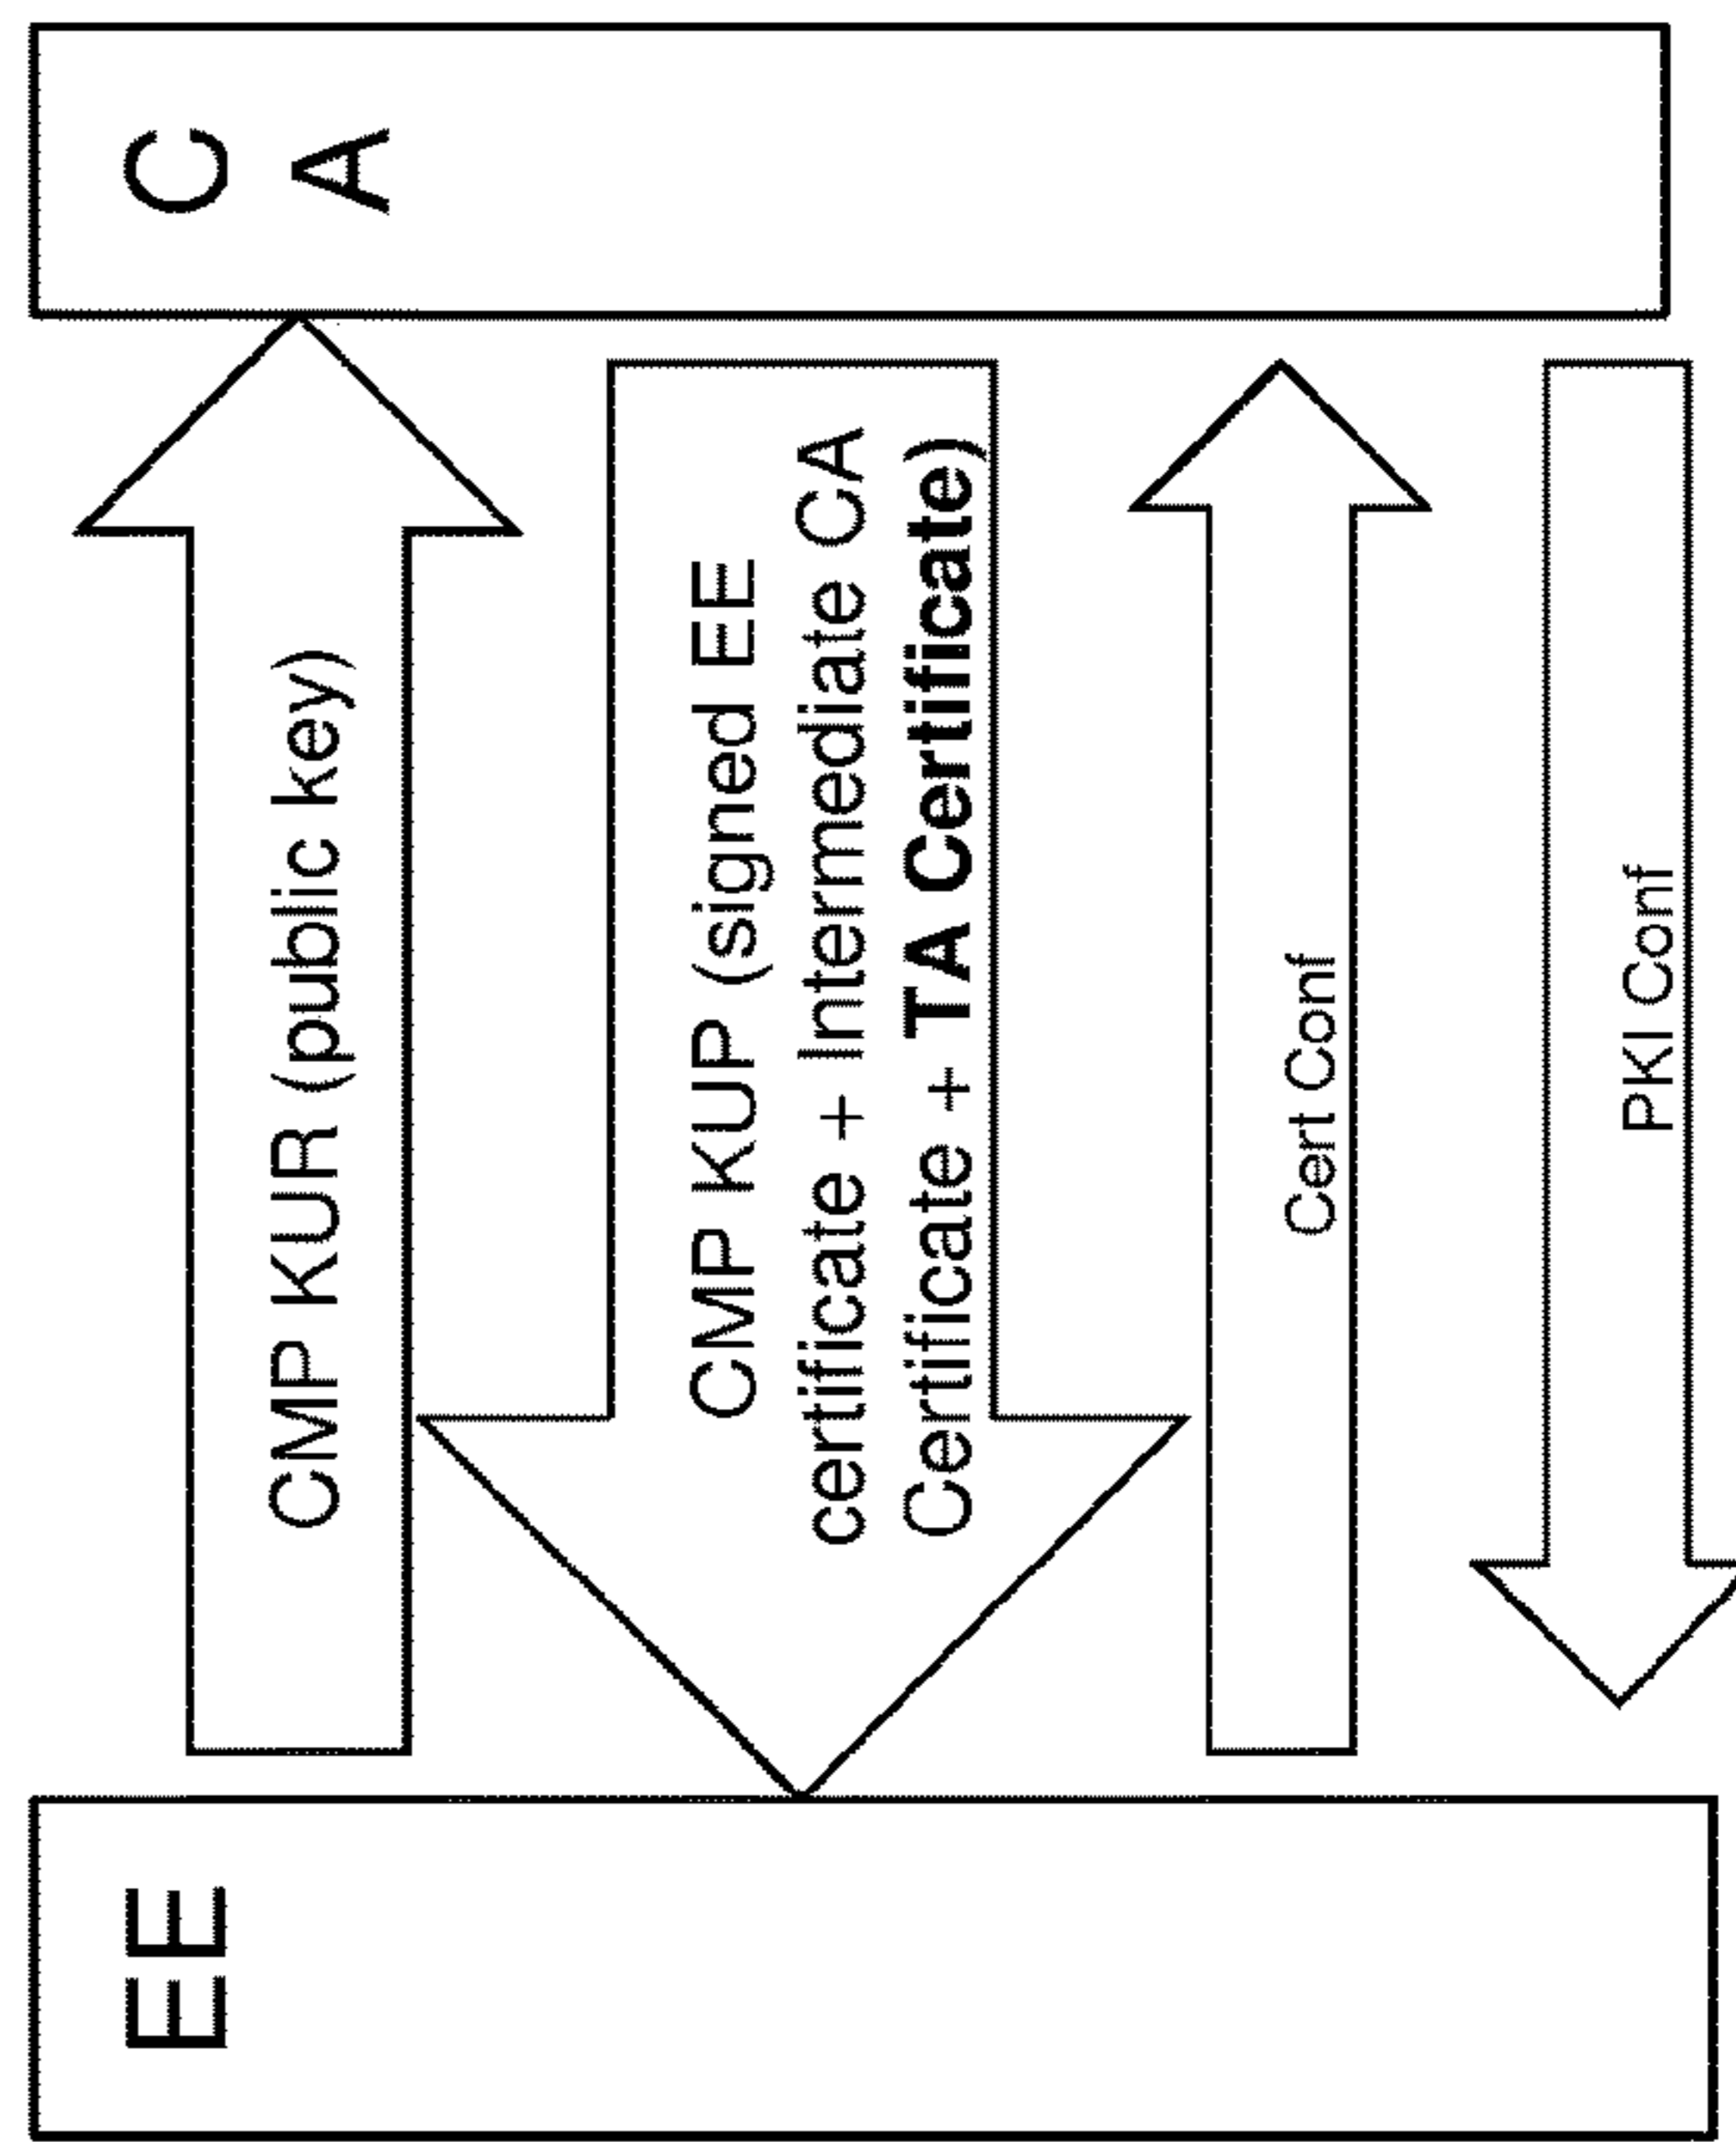 EE
C
A
CMP KUR (public key)
CMP KUP (signed EE
certificate + Intermediate CA
Certificate + TA Certificate)
Cert Conf
PKI Conf